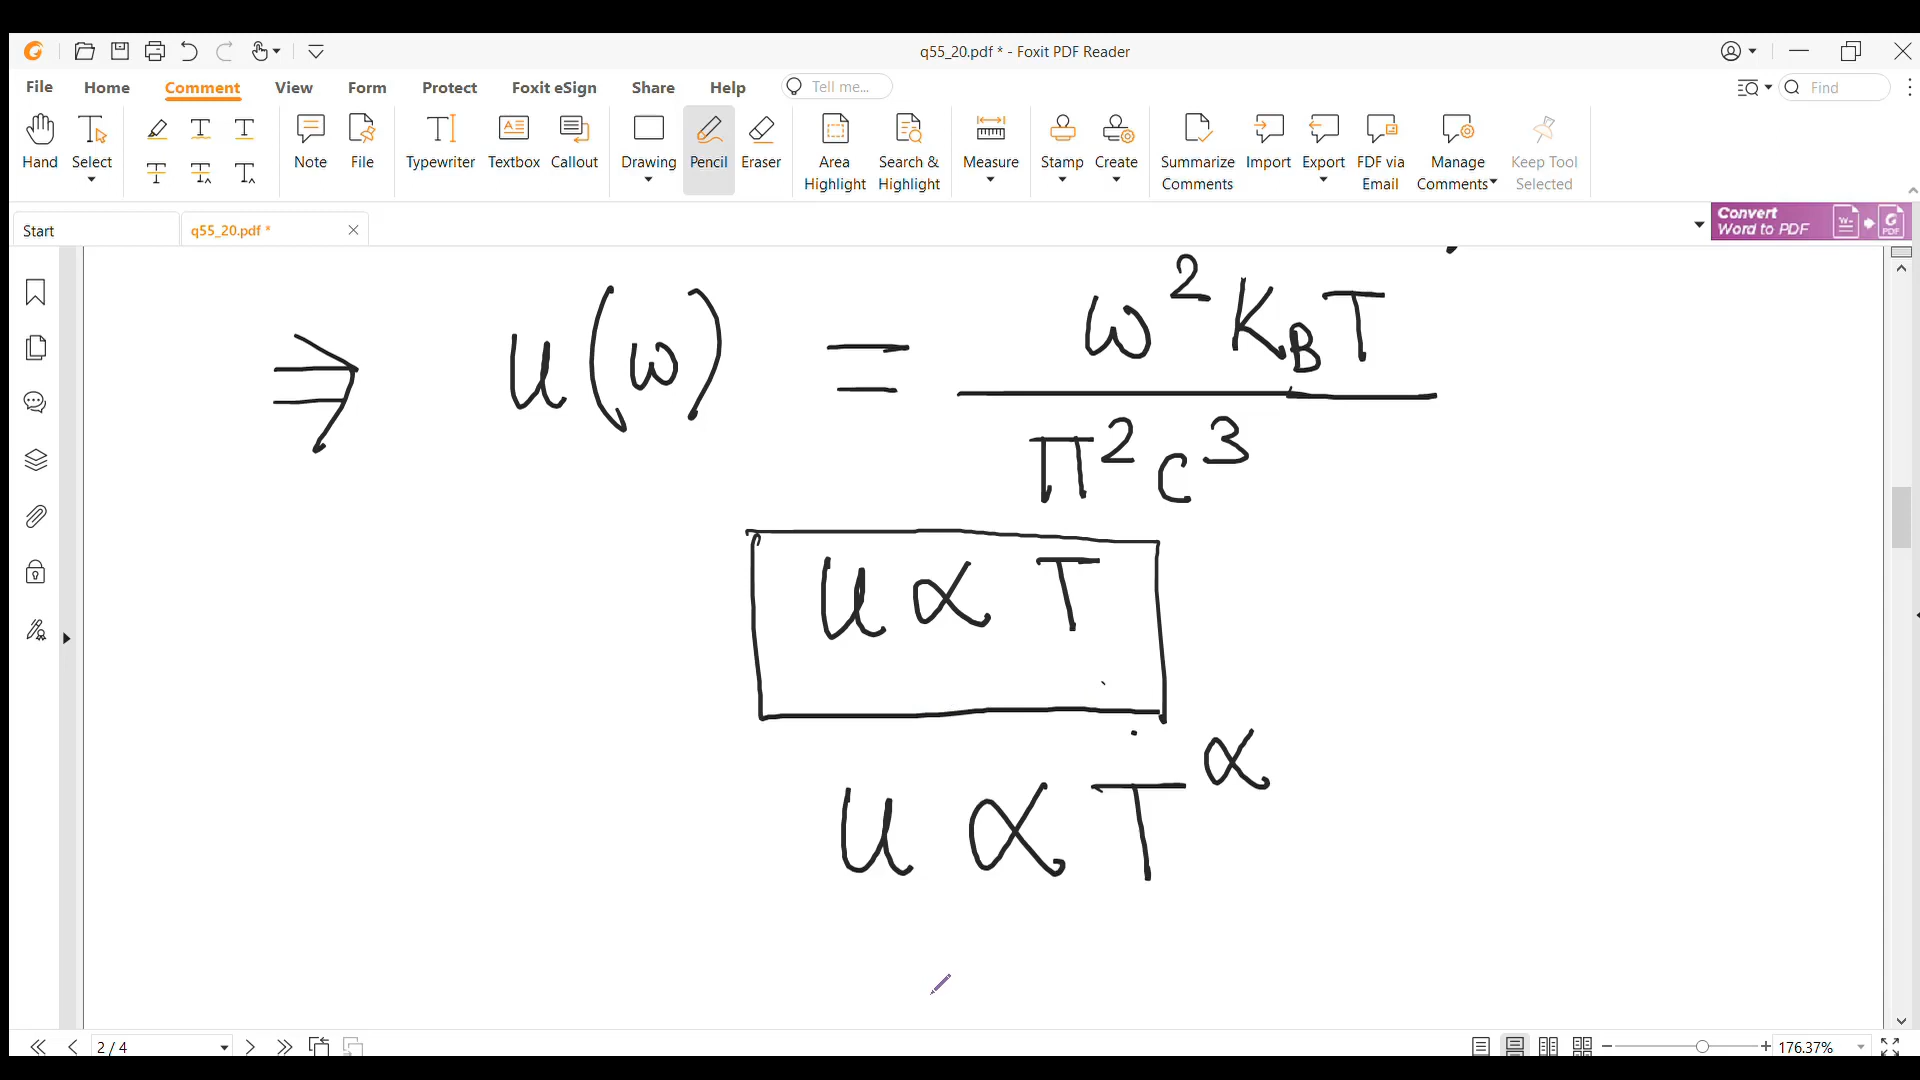 q55_20.pdf * - Foxit PDF Reader
File Home Comment View Form Protect Foxit eSign Share Help Tell me... Find
Hand Select Note File Typewriter Textbox Callout Drawing Pencil Eraser Area Highlight Search & Highlight Measure Stamp Create Summarize Comments Import Export FDF via Email Manage Comments Keep Tool Selected
Start q55_20.pdf * Convert Word to PDF
⇒ u(ω) = ω²K_BT / π²c³
u ∝ T
u ∝ T^α
2 / 4 176.37%